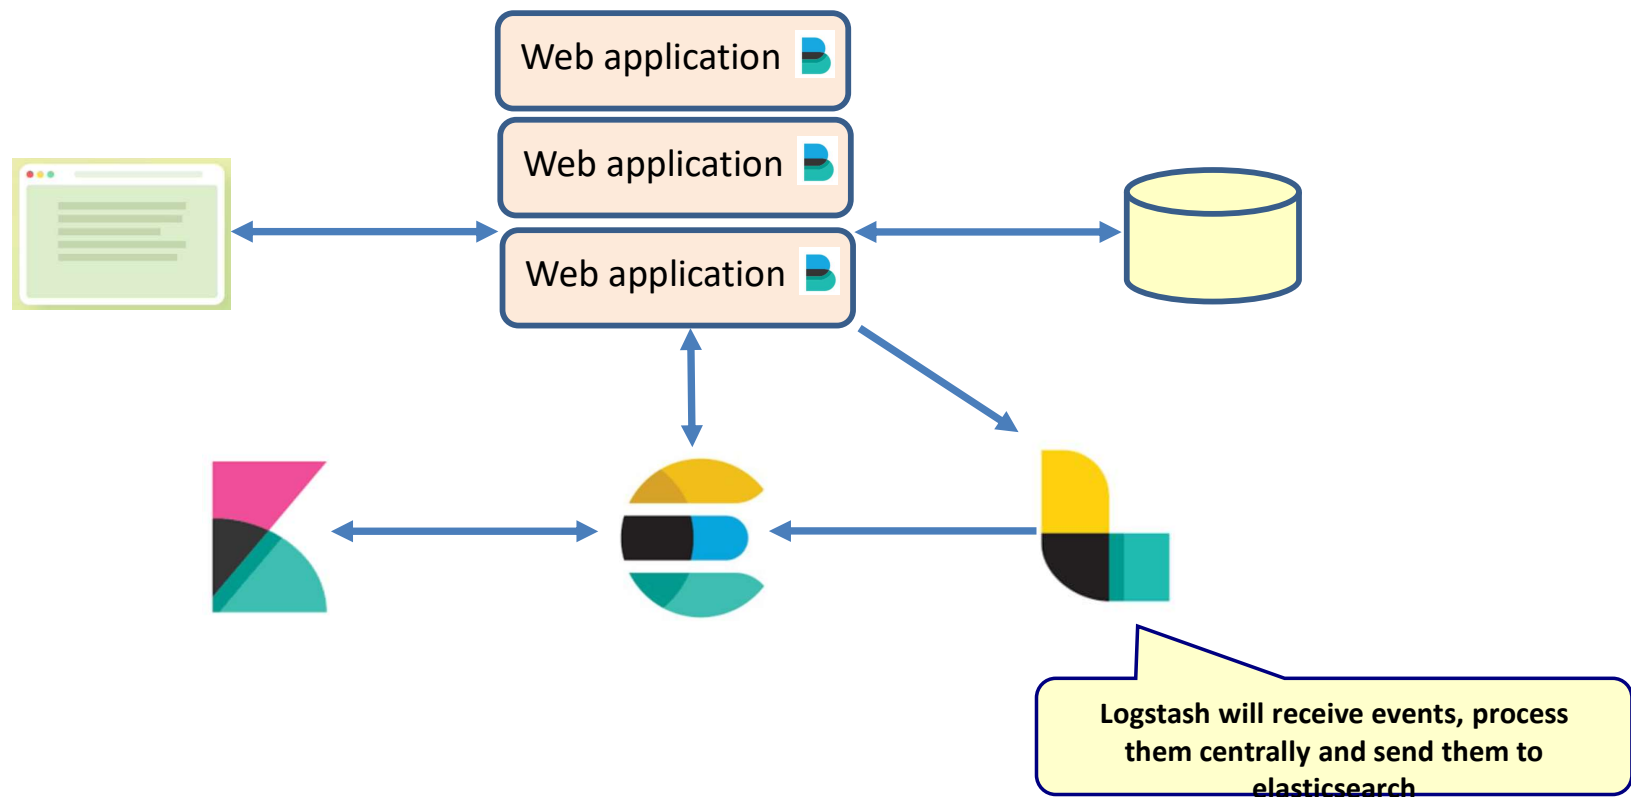 Web application
Web application
Web application
Logstash will receive events, process
them centrally and send them to
elasticsearch